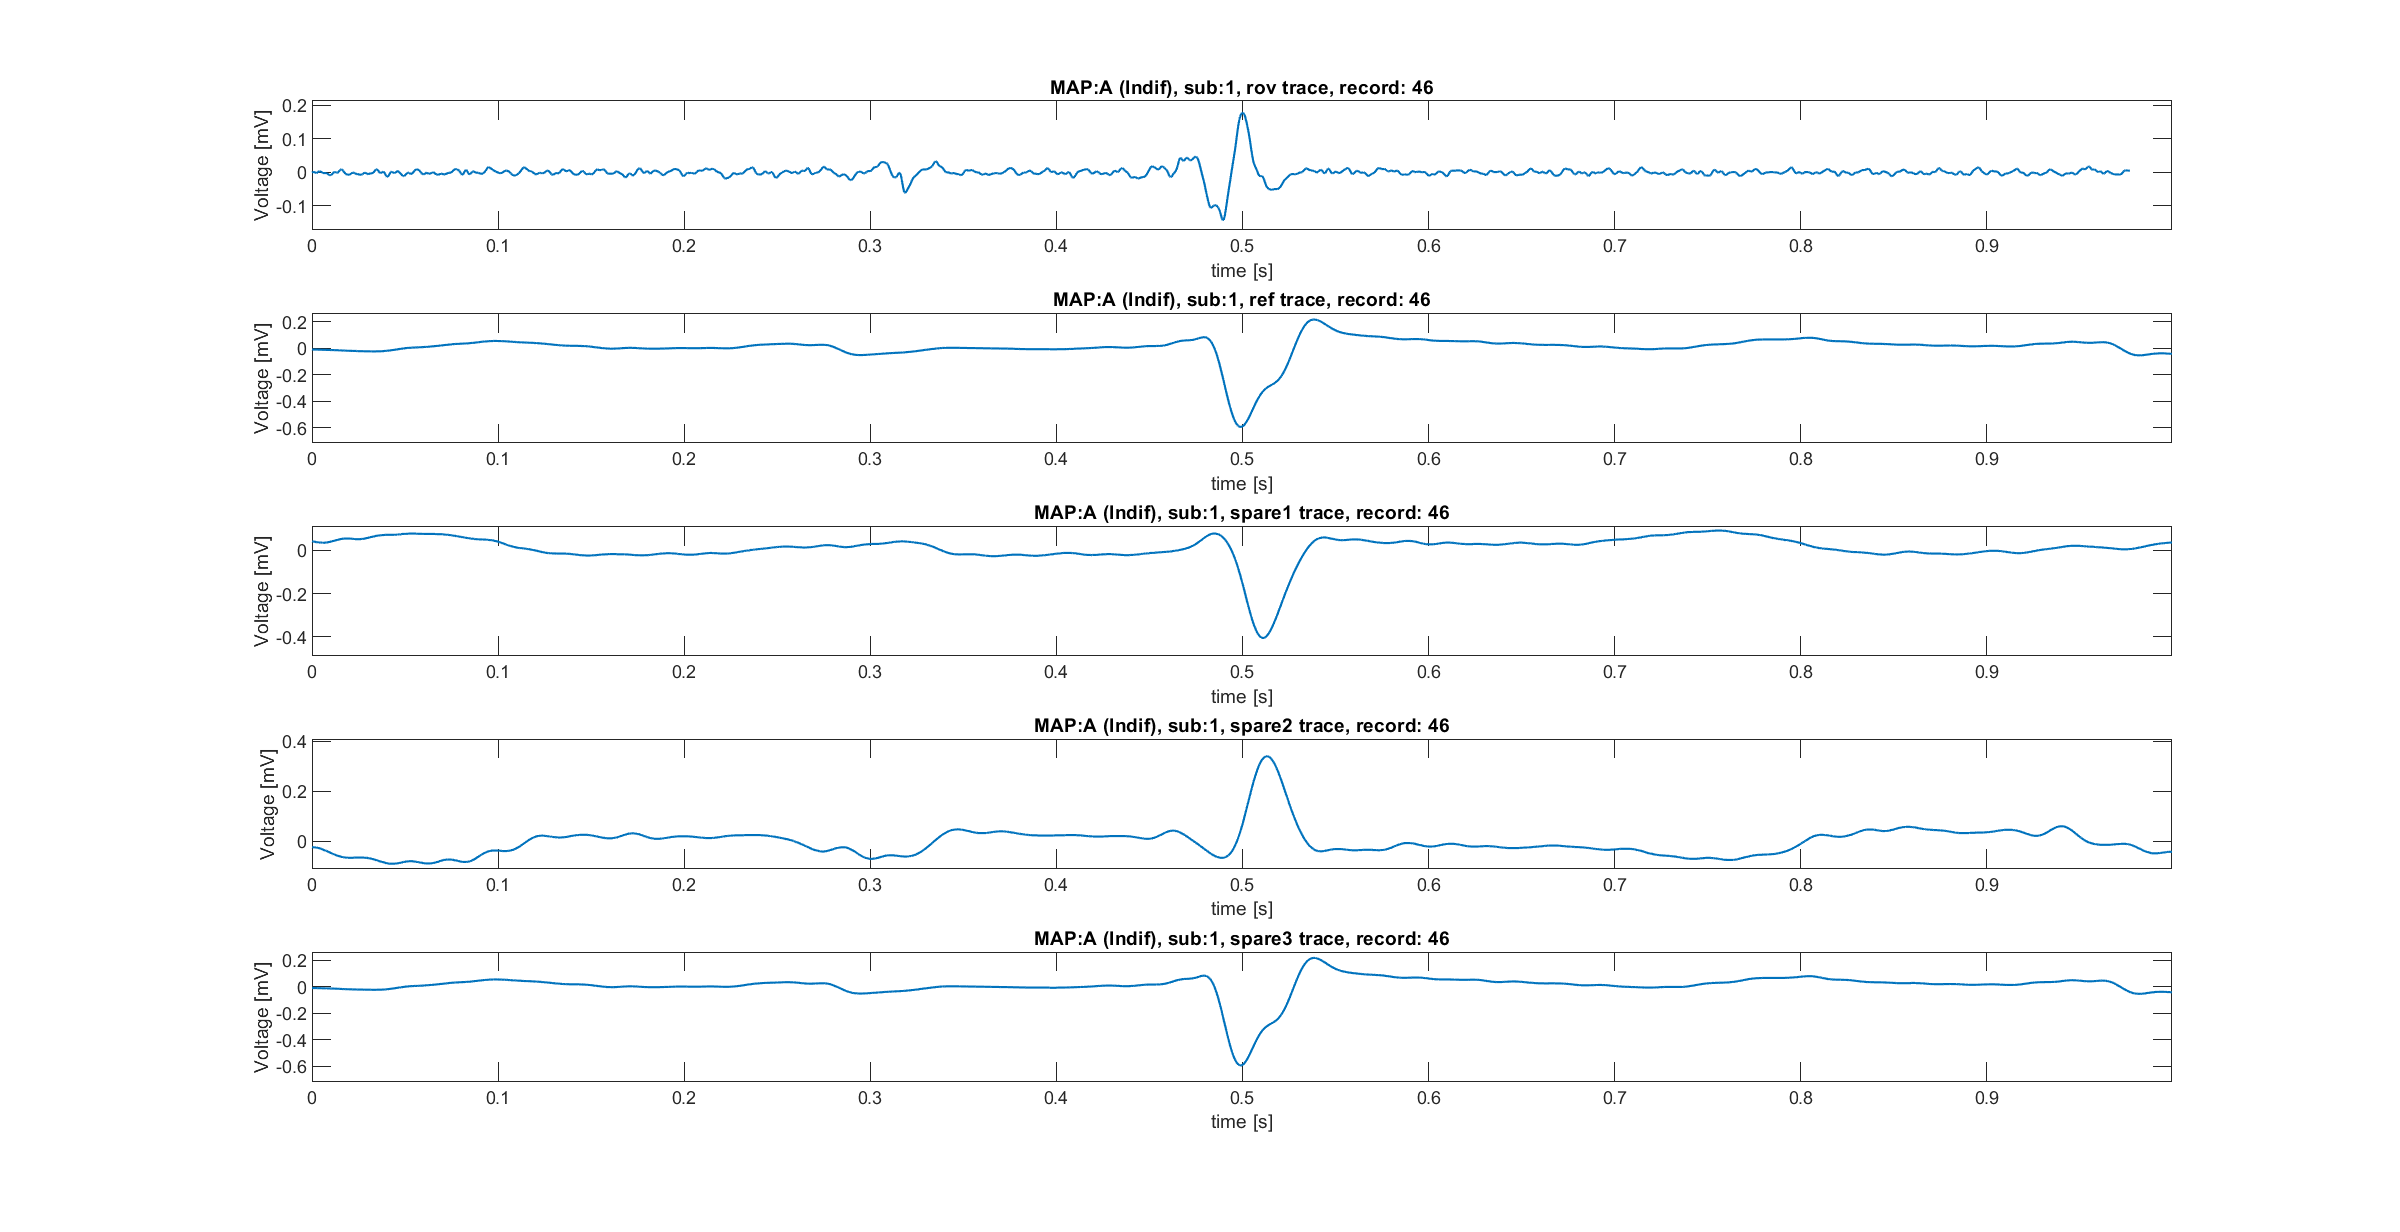 MAP:A (Indif), sub:1, rov trace, record: 46
Voltage [mV]
0.2
0.1
0
-0.1
0 0.1 0.2 0.3 0.4 0.5 0.6 0.7 0.8 0.9
time [s]
MAP:A (Indif), sub:1, ref trace, record: 46
Voltage [mV]
0.2
0
-0.2
-0.4
-0.6
0 0.1 0.2 0.3 0.4 0.5 0.6 0.7 0.8 0.9
time [s]
MAP:A (Indif), sub:1, spare1 trace, record: 46
Voltage [mV]
0
-0.2
-0.4
0 0.1 0.2 0.3 0.4 0.5 0.6 0.7 0.8 0.9
time [s]
MAP:A (Indif), sub:1, spare2 trace, record: 46
Voltage [mV]
0.4
0.2
0
0 0.1 0.2 0.3 0.4 0.5 0.6 0.7 0.8 0.9
time [s]
MAP:A (Indif), sub:1, spare3 trace, record: 46
Voltage [mV]
0.2
0
-0.2
-0.4
-0.6
0 0.1 0.2 0.3 0.4 0.5 0.6 0.7 0.8 0.9
time [s]